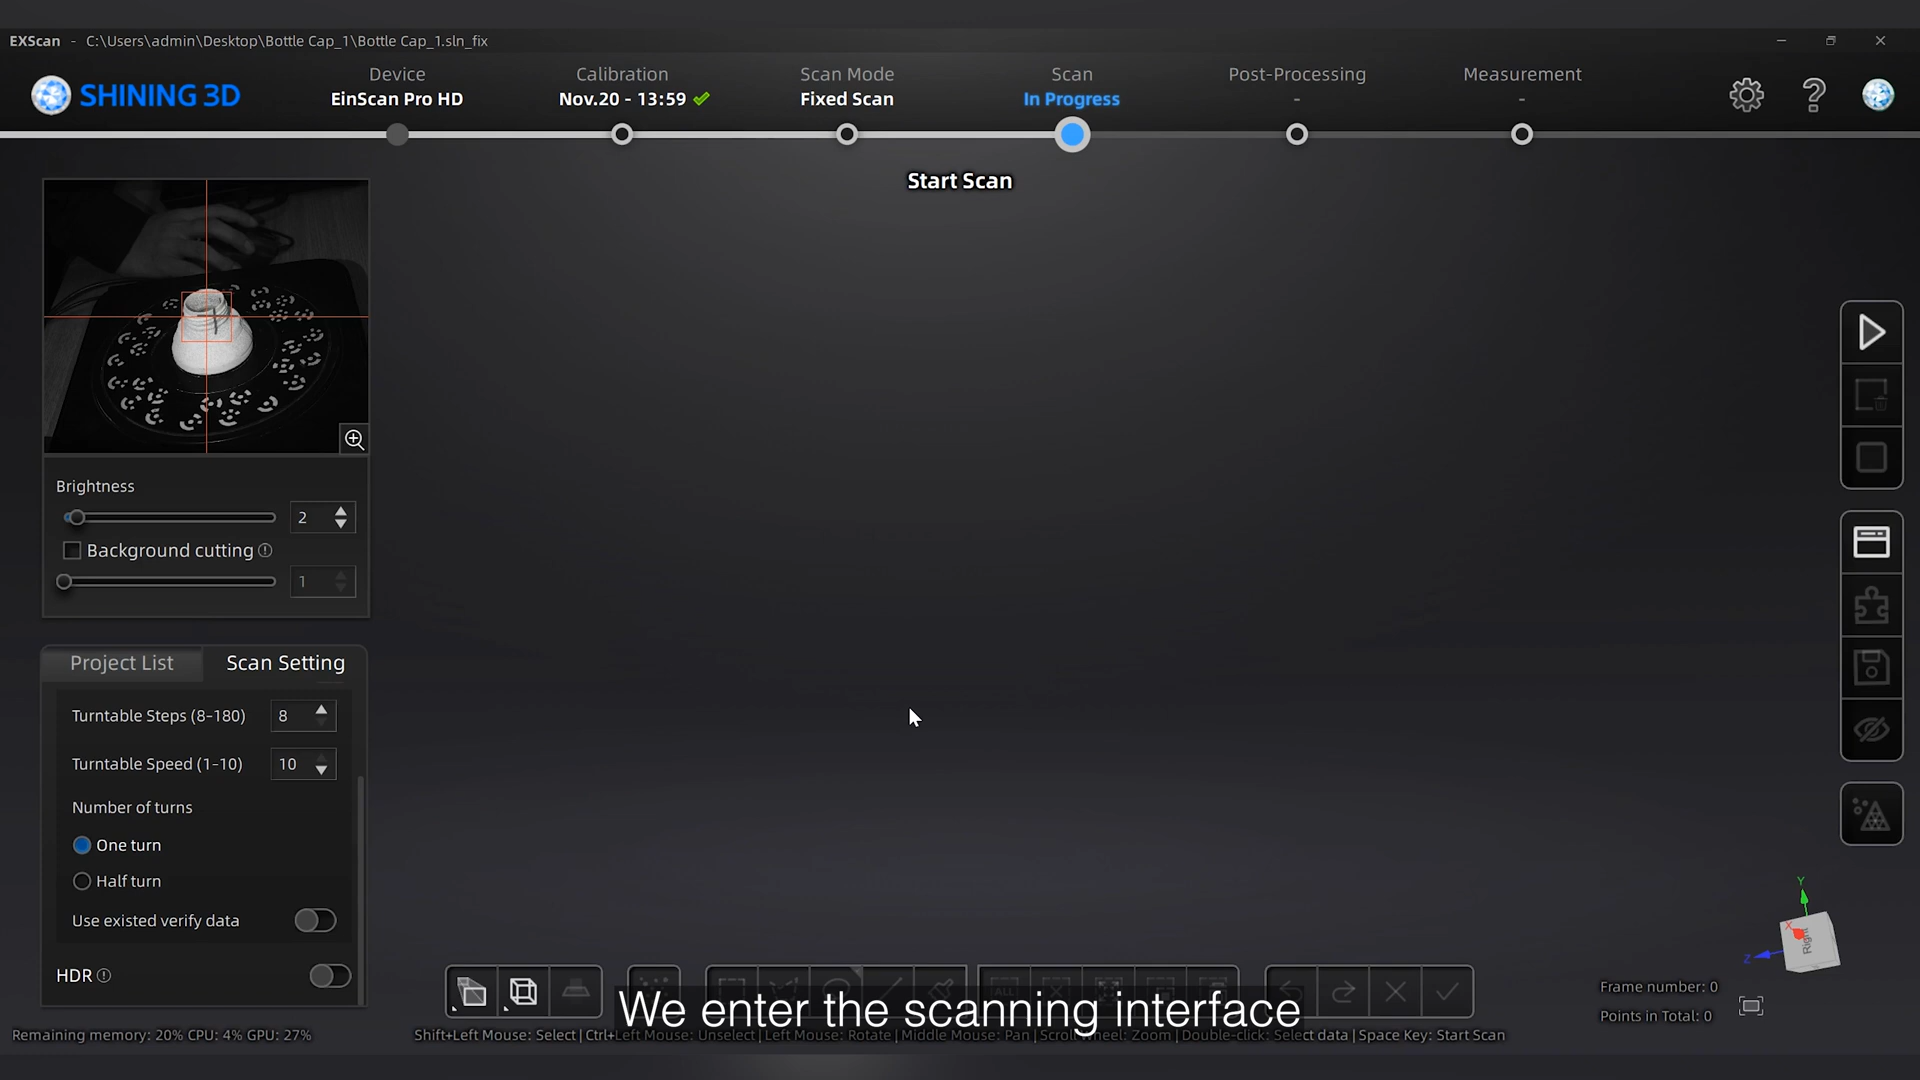 EXScan - C:\Users\admin\Desktop\Bottle Cap_1\Bottle Cap_1.sln_fix
SHINING 3D
Device
EinScan Pro HD
Calibration
Nov.20 - 13:59
Scan Mode
Fixed Scan
Scan
In Progress
Post-Processing
-
Measurement
-
Start Scan
Brightness
2
Background cutting
1
Project List
Scan Setting
Turntable Steps (8-180)
8
Turntable Speed (1-10)
10
Number of turns
One turn
Half turn
Use existed verify data
HDR
We enter the scanning interface
Y
X
Z
Right
Frame number: 0
Points in Total: 0
Remaining memory: 20% CPU: 4% GPU: 27%
Shift+Left Mouse: Select | Ctrl+Left Mouse: Unselect | Left Mouse: Rotate | Middle Mouse: Pan | Scroll Wheel: Zoom | Double-click: Select data | Space Key: Start Scan